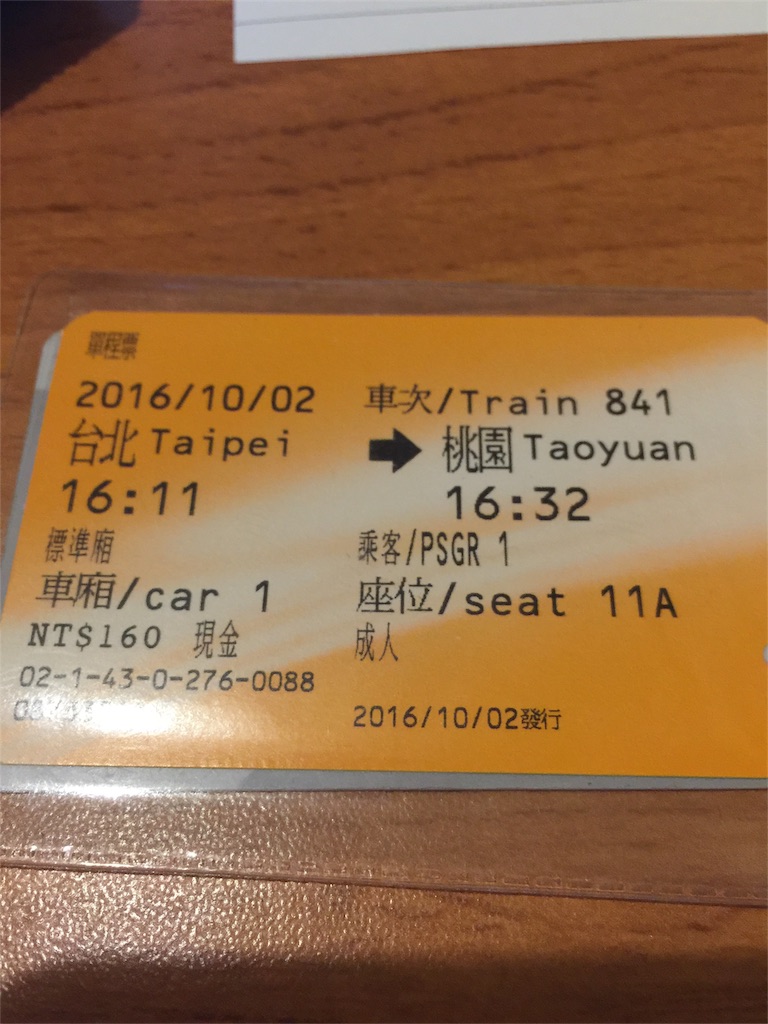 單程票
2016/10/02 車次/Train 841
台北 Taipei ➡ 桃園 Taoyuan
16:11 16:32
標準廂 乘客/PSGR 1
車廂/car 1 座位/seat 11A
NT$160 現金 成人
02-1-43-0-276-0088
2016/10/02發行